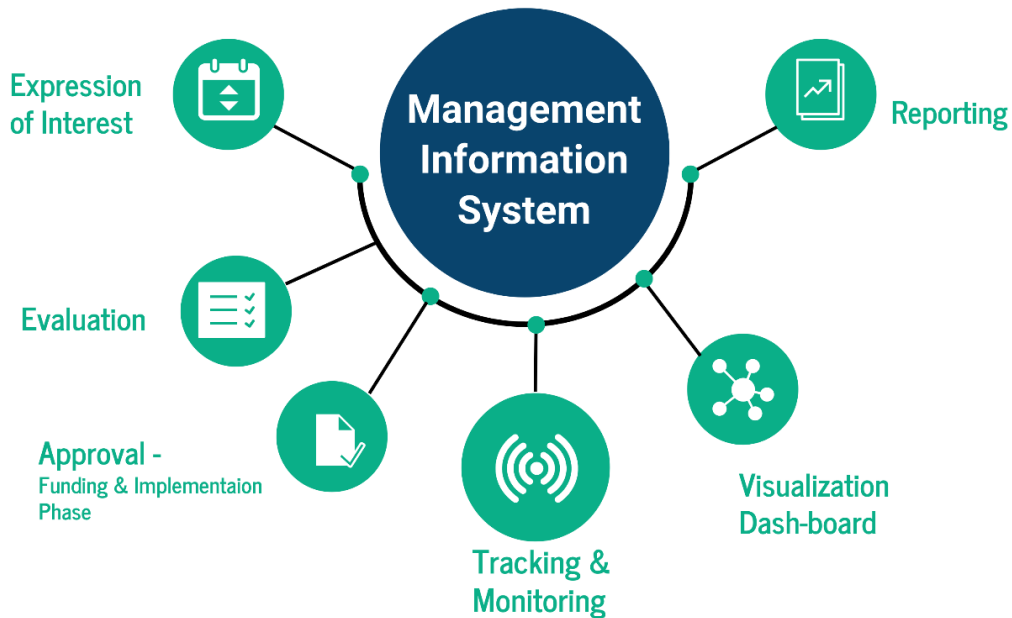 Management
Information
System
Expression
of Interest
Evaluation
Approval -
Funding & Implementaion
Phase
Tracking &
Monitoring
Visualization
Dash-board
Reporting